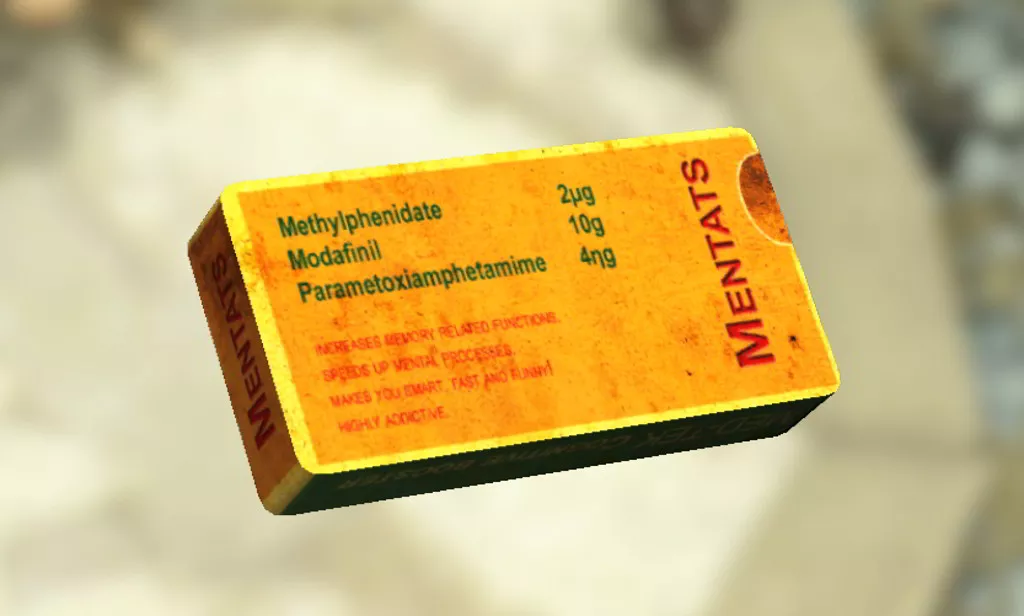 Methylphenidate 2µg
Modafinil 10g
Parametoxiamphetamime 4ηg
INCREASES MEMORY RELATED FUNCTIONS.
SPEEDS UP MENTAL PROCESSES.
MAKES YOU SMART, FAST AND FUNNY!
HIGHLY ADDICTIVE.
MENTATS
MENTATS